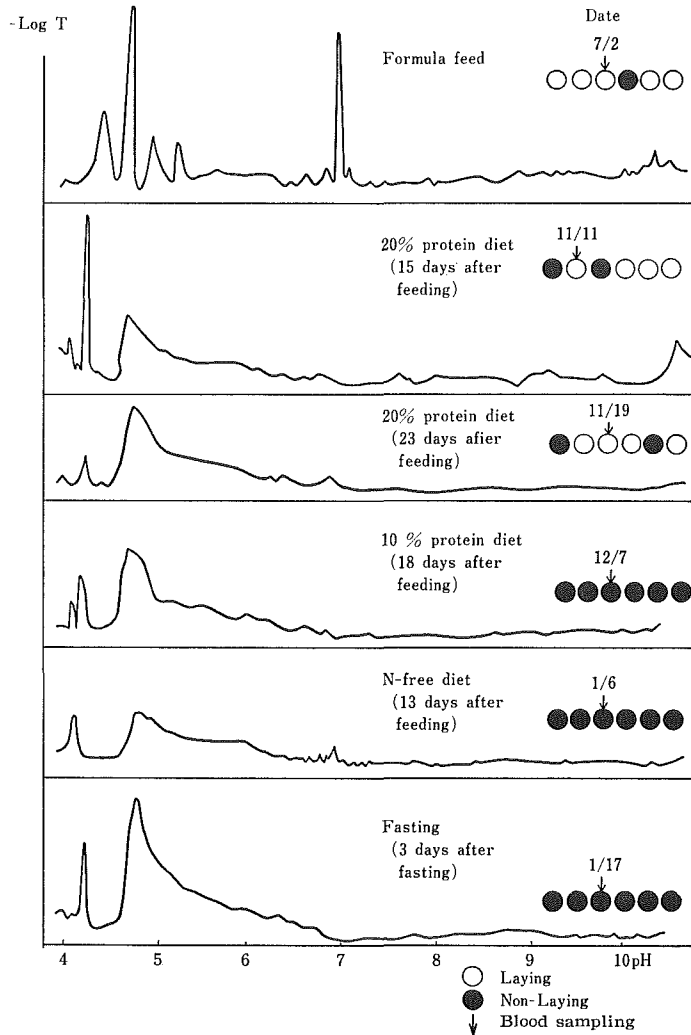 -Log T
Date
7/2
Formula feed
11/11
20% protein diet
(15 days after
feeding)
11/19
20% protein diet
(23 days afier
feeding)
12/7
10 % protein diet
(18 days after
feeding)
1/6
N-free diet
(13 days after
feeding)
Fasting
(3 days after
fasting)
1/17
4 5 6 7 8 9 10pH
Laying
Non-Laying
Blood sampling